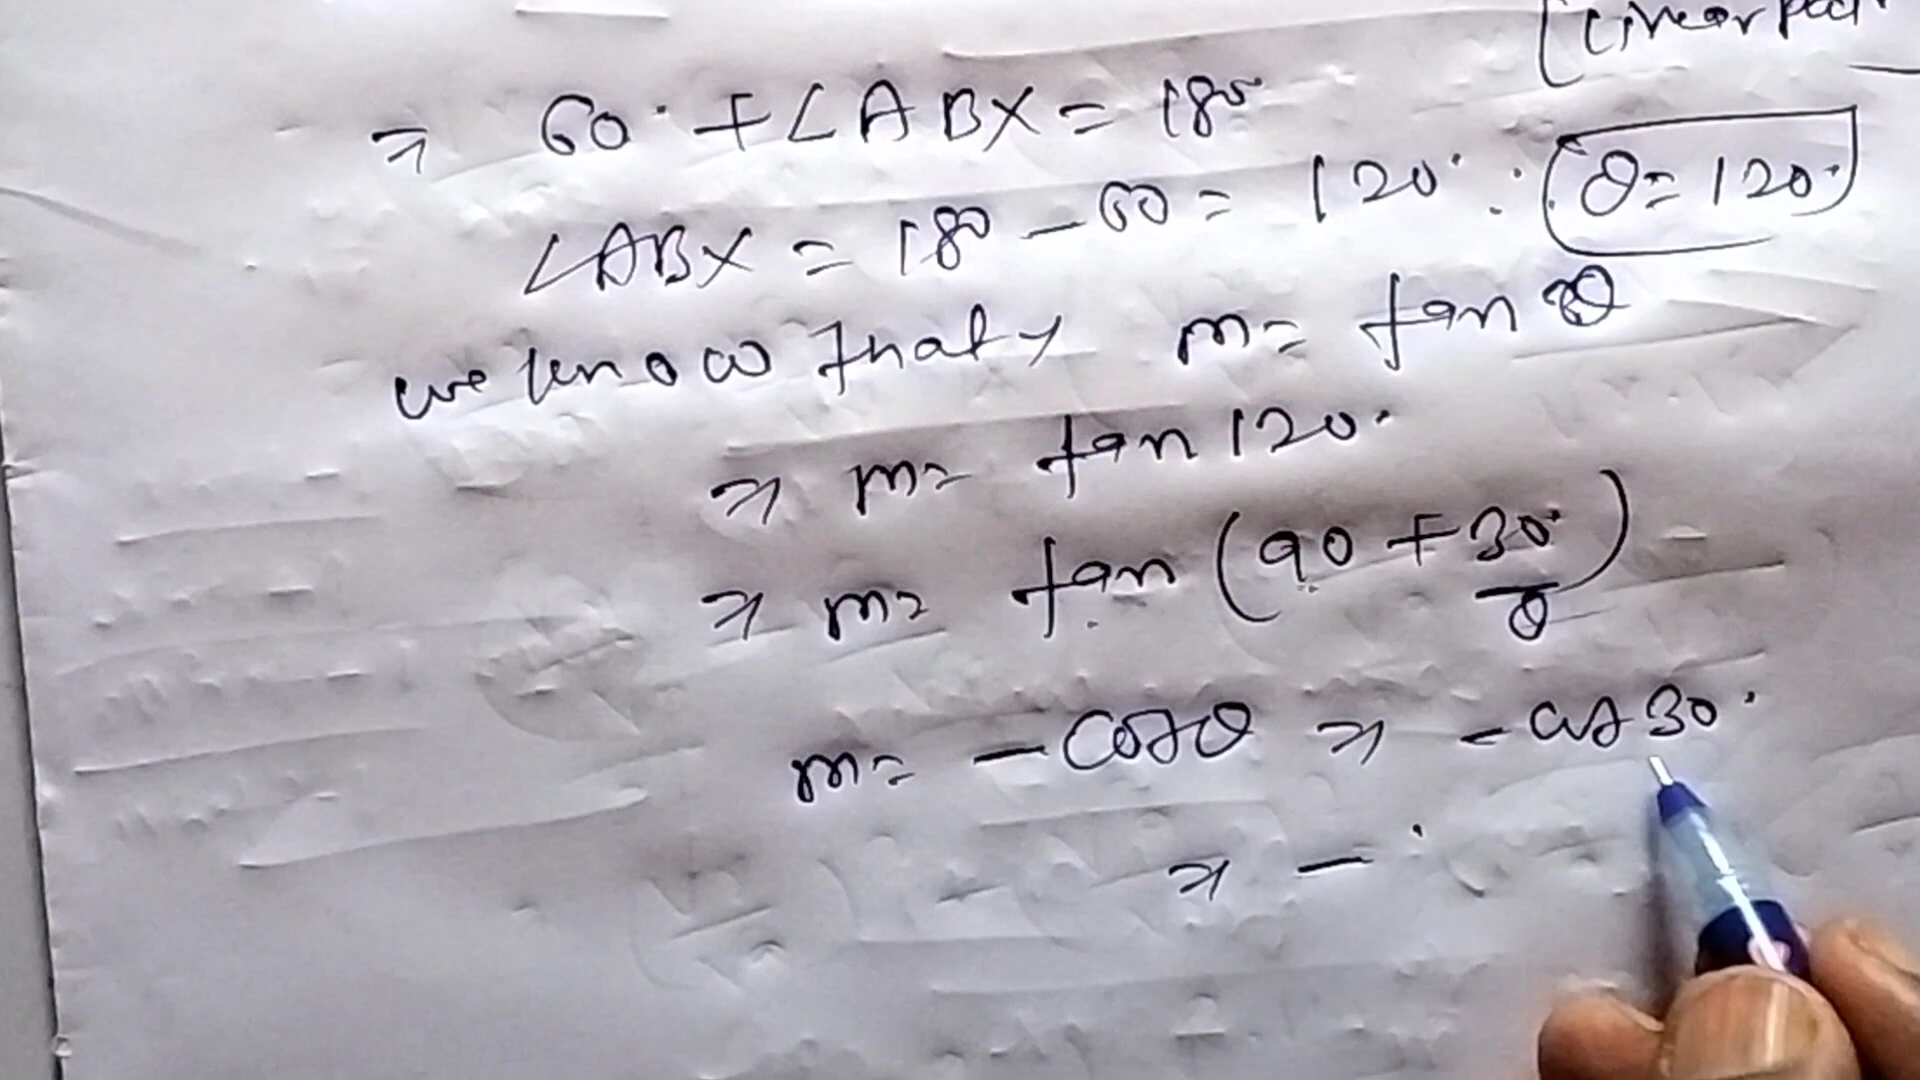 [Linear pair
⇒ 60° + ∠ABX = 180
∠ABX = 180 - 60 = 120° ∴ θ = 120°
we know that, m = tan θ
⇒ m = tan 120°
⇒ m = tan (90 + 30°)
θ
m = - cot θ ⇒ - cot 30°
⇒ -